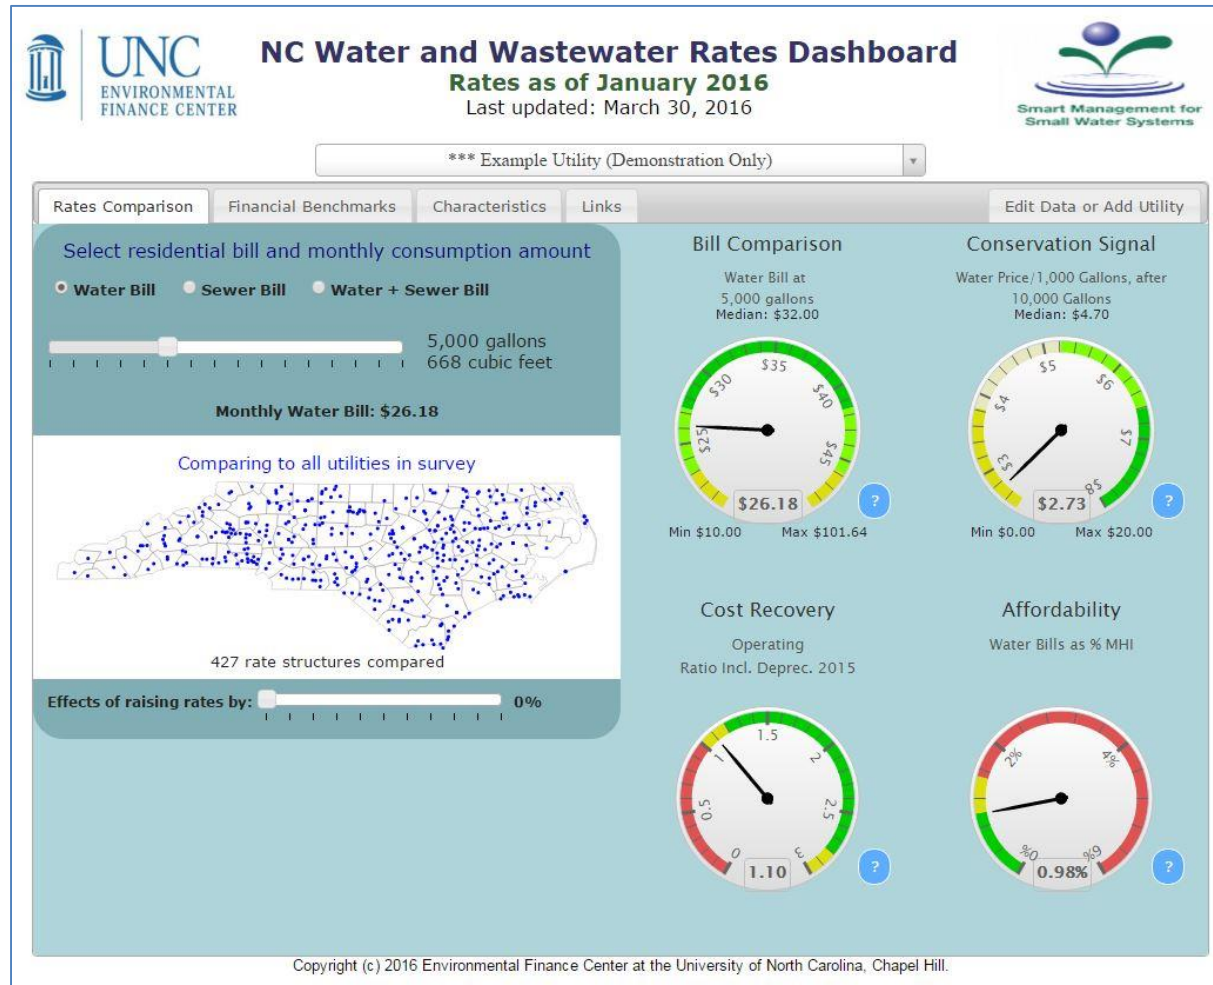 UNC
ENVIRONMENTAL
FINANCE CENTER
NC Water and Wastewater Rates Dashboard
Rates as of January 2016
Last updated: March 30, 2016
Smart Management for
Small Water Systems
*** Example Utility (Demonstration Only)
Rates Comparison
Financial Benchmarks
Characteristics
Links
Edit Data or Add Utility
Select residential bill and monthly consumption amount
Water Bill
Sewer Bill
Water + Sewer Bill
5,000 gallons
668 cubic feet
Monthly Water Bill: $26.18
Comparing to all utilities in survey
427 rate structures compared
Effects of raising rates by:
0%
Bill Comparison
Water Bill at
5,000 gallons
Median: $32.00
$25
$30
$35
$40
$45
$26.18
?
Min $10.00
Max $101.64
Conservation Signal
Water Price/1,000 Gallons, after
10,000 Gallons
Median: $4.70
$3
$4
$5
$6
$7
$8
$2.73
?
Min $0.00
Max $20.00
Cost Recovery
Operating
Ratio Incl. Deprec. 2015
0
0.5
1
1.5
2
2.5
3
1.10
?
Affordability
Water Bills as % MHI
0%
2%
4%
6%
0.98%
?
Copyright (c) 2016 Environmental Finance Center at the University of North Carolina, Chapel Hill.